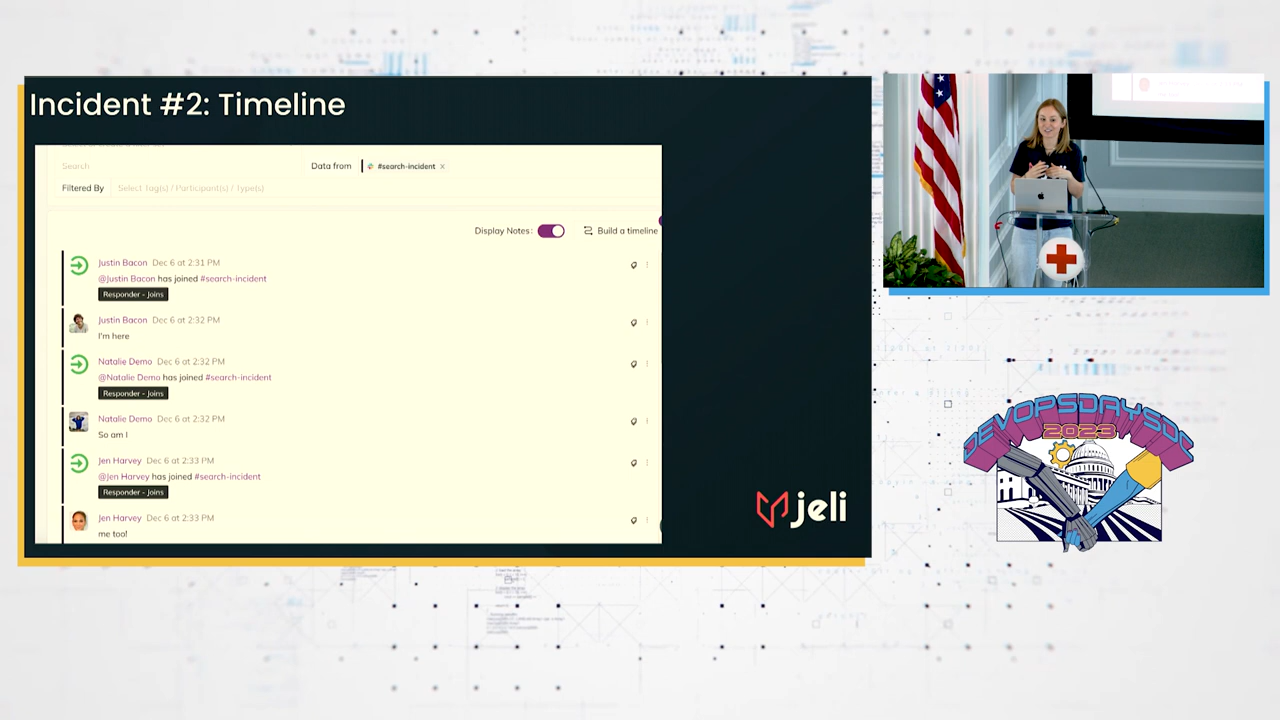 Incident #2: Timeline
Search
Data from
#search-incident x
Filtered By
Select Tag(s) / Participant(s) / Type(s)
Display Notes:
Build a timeline
Justin Bacon Dec 6 at 2:31 PM
@Justin Bacon has joined #search-incident
Responder - Joins
Justin Bacon Dec 6 at 2:32 PM
I'm here
Natalie Demo Dec 6 at 2:32 PM
@Natalie Demo has joined #search-incident
Responder - Joins
Natalie Demo Dec 6 at 2:32 PM
So am I
Jen Harvey Dec 6 at 2:33 PM
@Jen Harvey has joined #search-incident
Responder - Joins
Jen Harvey Dec 6 at 2:33 PM
me too!
jeli
DEVOPSDAYSDC
2023